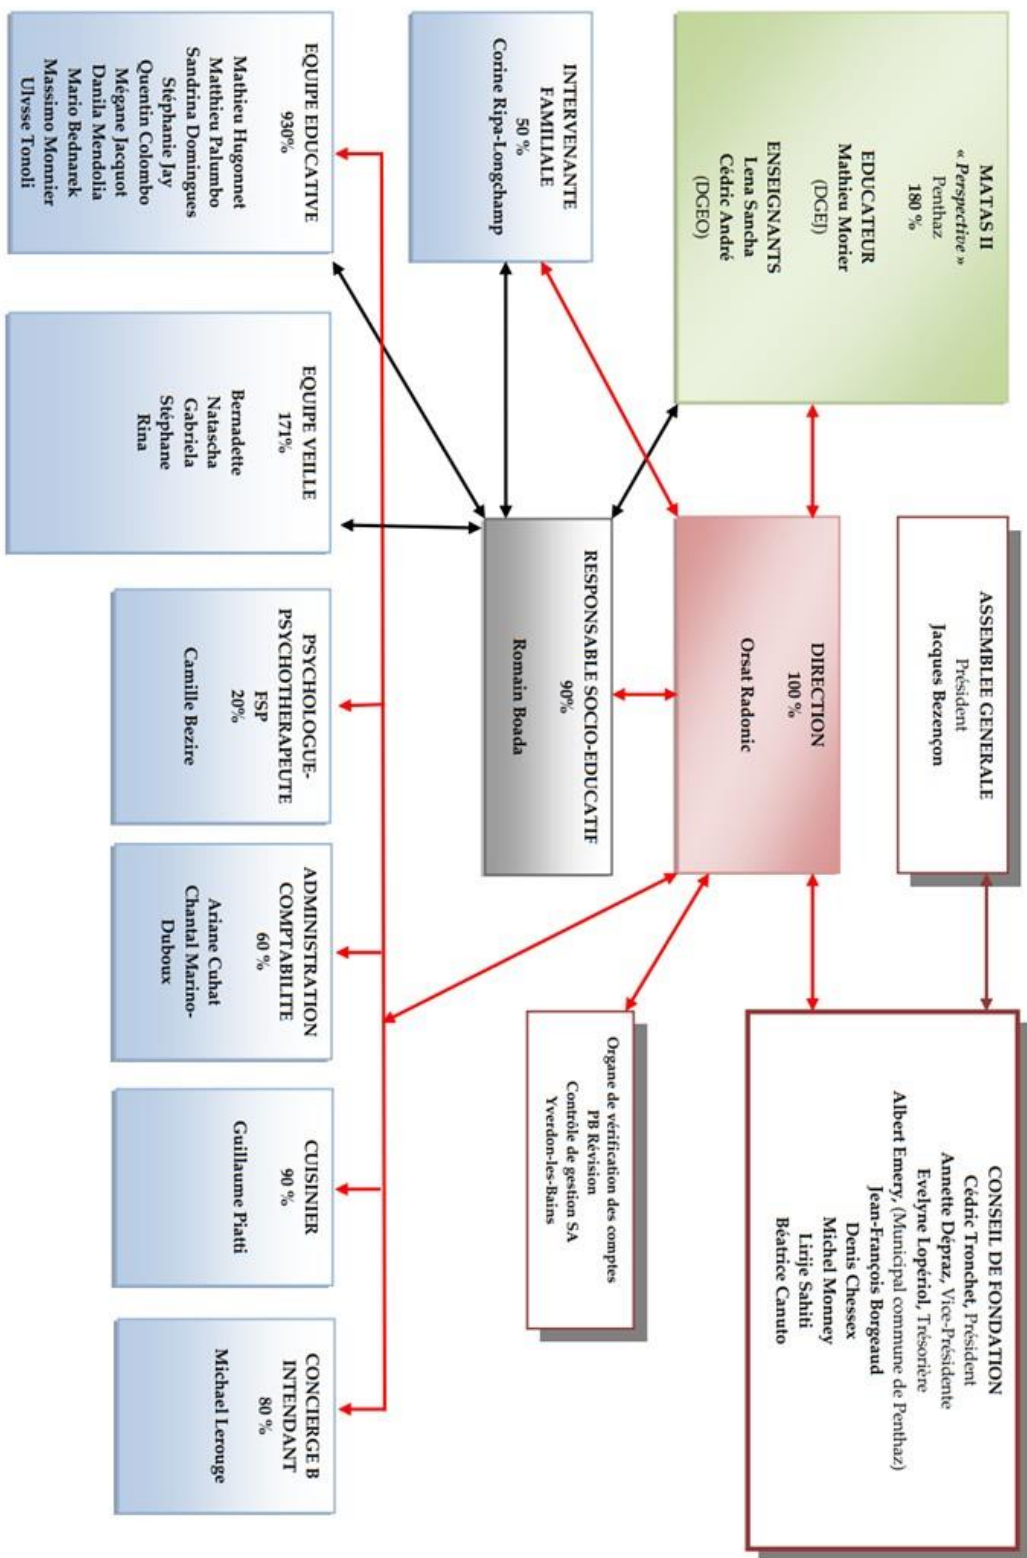 ASSEMBLEE GENERALE
Président
Jacques Bezençon
CONSEIL DE FONDATION
Cédric Tronchet, Président
Annette Dépraz, Vice-Présidente
Evelyne Lopériol, Trésorière
Albert Emery, (Municipal commune de Penthaz)
Jean-François Borgeaud
Denis Chessex
Michel Monney
Lirije Sahiti
Béatrice Canuto
MATAS II
« Perspective »
Penthaz
180 %
EDUCATEUR
Mathieu Morier
(DGEJ)
ENSEIGNANTS
Lena Sancha
Cédric André
(DGEO)
DIRECTION
100 %
Orsat Radonic
Organe de vérification des comptes
PB Révision
Contrôle de gestion SA
Yverdon-les-Bains
INTERVENANTE
FAMILIALE
50 %
Corine Ripa-Longchamp
RESPONSABLE SOCIO-EDUCATIF
90%
Romain Boada
EQUIPE EDUCATIVE
930%
Mathieu Hugonnet
Matthieu Palumbo
Sandrina Domingues
Stéphanie Jay
Quentin Colombo
Mégane Jacquot
Danila Mendolia
Mario Bednarek
Massimo Monnier
Ulysse Tonoli
EQUIPE VEILLE
171%
Bernadette
Natascha
Gabriela
Stéphane
Rina
PSYCHOLOGUE-
PSYCHOTHERAPEUTE
FSP
20%
Camille Bezire
ADMINISTRATION
COMPTABILITE
60 %
Ariane Cuhat
Chantal Marino-
Duboux
CUISINIER
90 %
Guillaume Piatti
CONCIERGE B
INTENDANT
80 %
Michael Lerouge